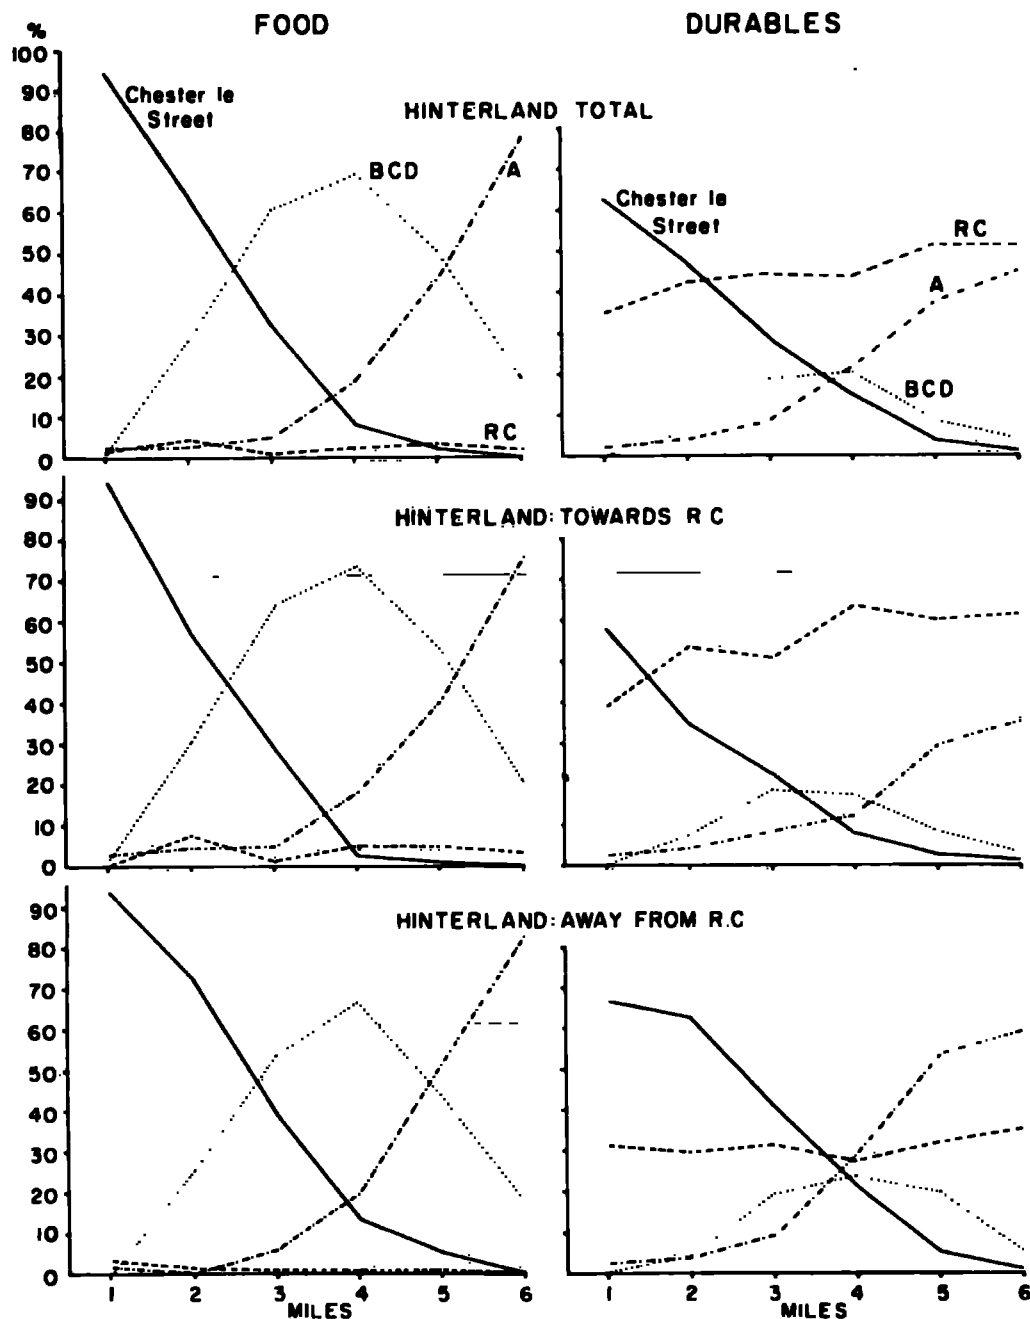 FOOD
DURABLES
%
100
90
80
70
60
50
40
30
20
10
0
Chester le
Street
BCD
A
RC
HINTERLAND TOTAL
Chester le
Street
RC
A
BCD
90
80
70
60
50
40
30
20
10
0
HINTERLAND: TOWARDS R C
90
80
70
60
50
40
30
20
10
0
HINTERLAND: AWAY FROM R.C
1 2 3 4 5 6
MILES
1 2 3 4 5 6
MILES